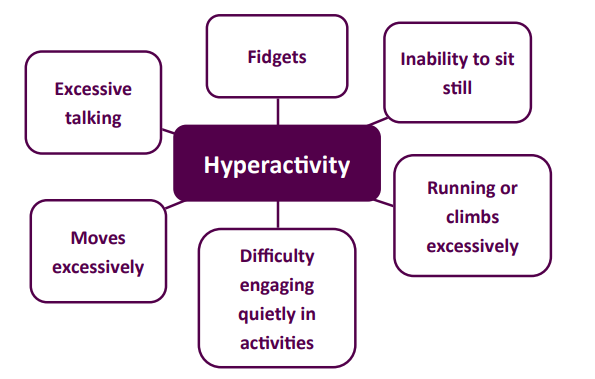 Fidgets
Inability to sit
still
Excessive
talking
Hyperactivity
Running or
climbs
excessively
Moves
excessively
Difficulty
engaging
quietly in
activities